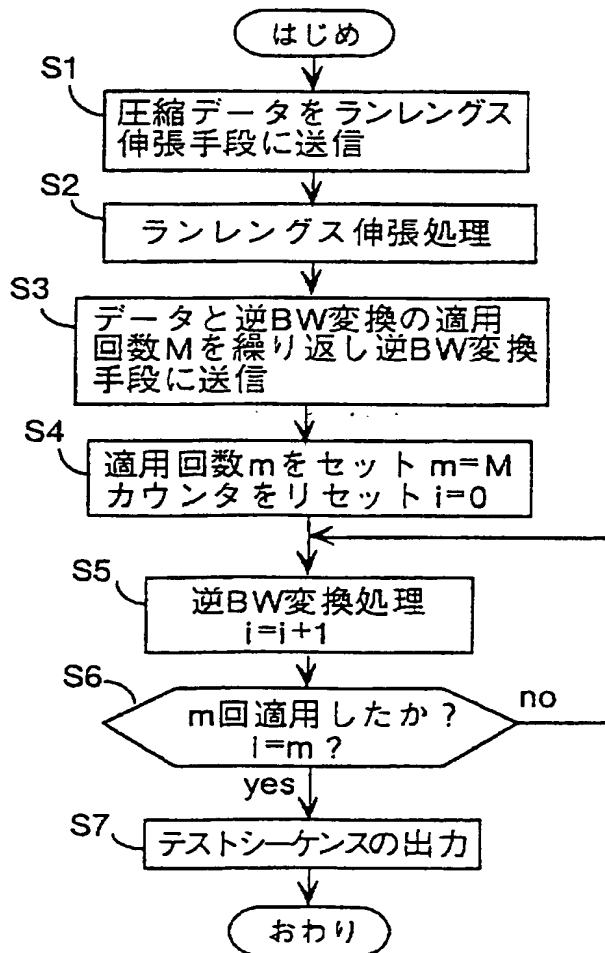 はじめ
S1
圧縮データをランレングス
伸張手段に送信
S2
ランレングス伸張処理
S3
データと逆BW変換の適用
回数Mを繰り返し逆BW変換
手段に送信
S4
適用回数mをセット m=M
カウンタをリセット i=0
S5
逆BW変換処理
i=i+1
S6
m回適用したか?
i=m?
no
yes
S7
テストシーケンスの出力
おわり